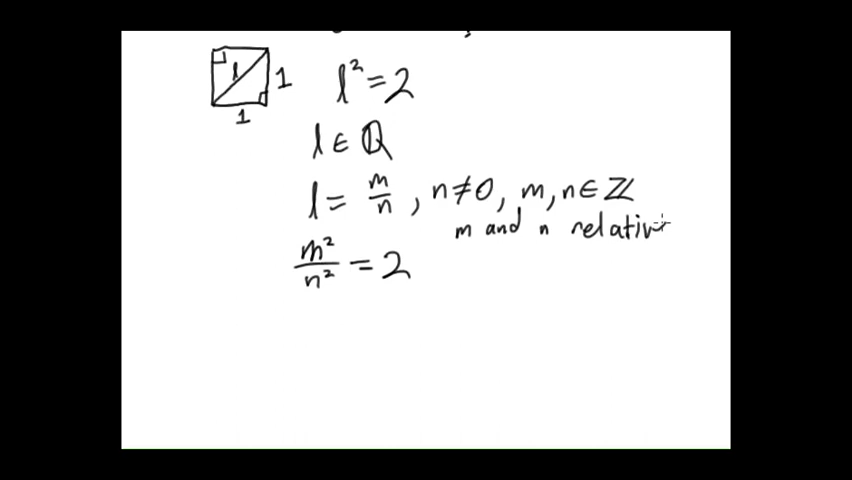 l 1
1
l² = 2
l ∈ ℚ
l = m/n , n ≠ 0, m, n ∈ ℤ
m and n relativ
m²/n² = 2